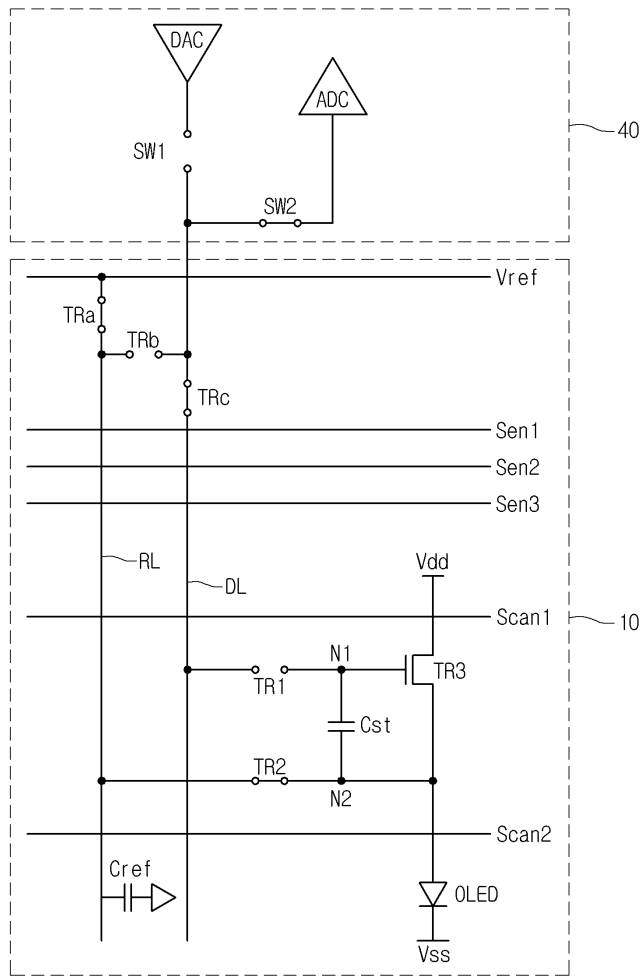 DAC
ADC
40
SW1
SW2
Vref
TRa
TRb
TRc
Sen1
Sen2
Sen3
RL
DL
Vdd
Scan1
10
N1
TR3
TR1
Cst
TR2
N2
Scan2
Cref
OLED
Vss